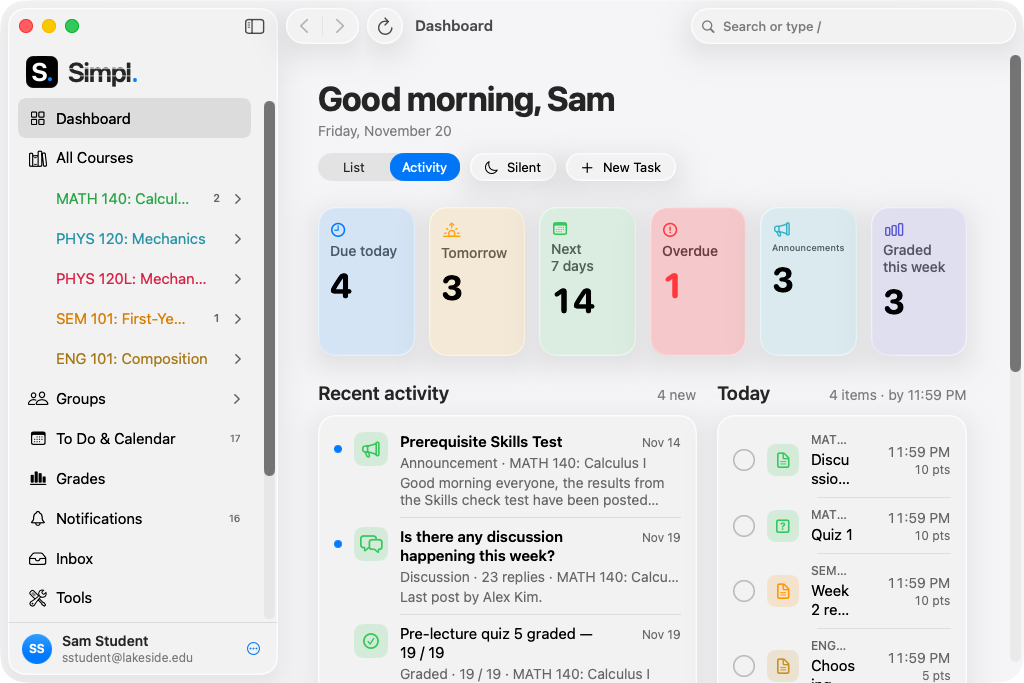 Dashboard
Search or type /
S.
Simpl.
Dashboard
All Courses
MATH 140: Calcul... 2
PHYS 120: Mechanics
PHYS 120L: Mechan...
SEM 101: First-Ye... 1
ENG 101: Composition
Groups
To Do & Calendar 17
Grades
Notifications 16
Inbox
Tools
SS
Sam Student
sstudent@lakeside.edu
Good morning, Sam
Friday, November 20
List Activity Silent + New Task
Due today
4
Tomorrow
3
Next
7 days
14
Overdue
1
Announcements
3
Graded
this week
3
Recent activity 4 new
Prerequisite Skills Test Nov 14
Announcement · MATH 140: Calculus I
Good morning everyone, the results from
the Skills check test have been posted...
Is there any discussion Nov 19
happening this week?
Discussion · 23 replies · MATH 140: Calcu...
Last post by Alex Kim.
Pre-lecture quiz 5 graded — Nov 19
19 / 19
Graded · 19 / 19 · MATH 140: Calculus I
Today 4 items · by 11:59 PM
MAT...
Discu 11:59 PM
ssio... 10 pts
MAT... 11:59 PM
Quiz 1 10 pts
SEM...
Week 11:59 PM
2 re... 10 pts
ENG...
Choos 11:59 PM
ing 5 pts